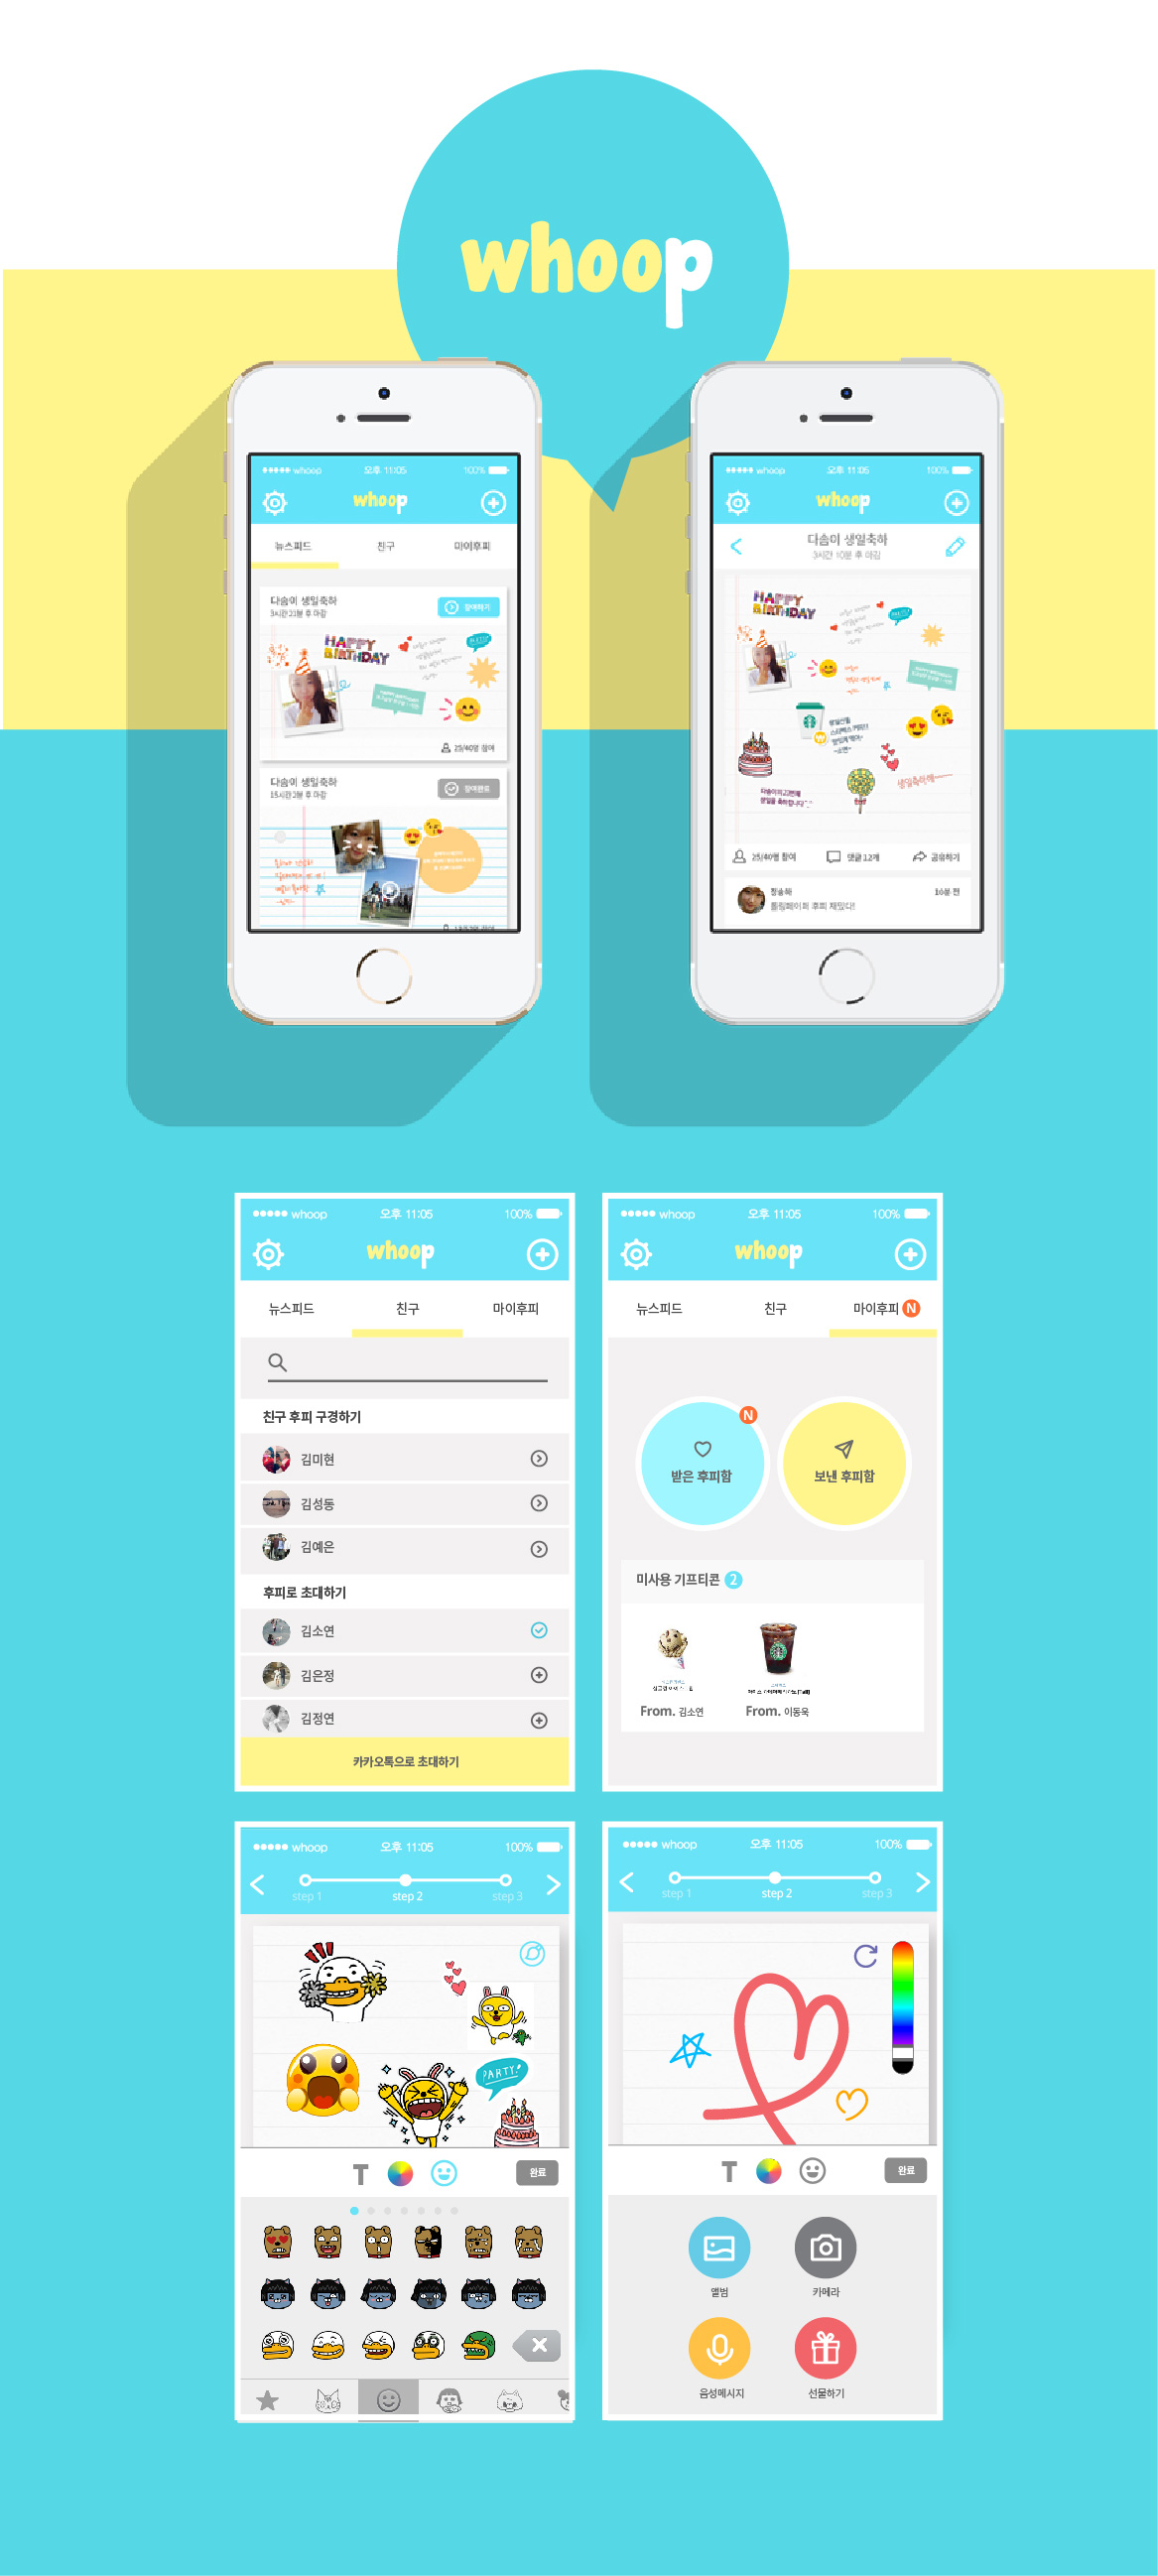 whoop
whoop
오후 11:05
100%
whoop
뉴스피드
친구
마이후피
다솜이 생일축하
3시간 21분 후 마감
참여하기
HAPPY
BIRTHDAY
25/40명 참여
다솜이 생일축하
15시간 2분 후 마감
참여완료
whoop
오후 11:05
100%
whoop
다솜이 생일축하
3시간 10분 후 마감
HAPPY
BIRTHDAY
25/40명 참여
댓글 12개
공유하기
16분 전
롤링페이퍼 후피 재밌다!
whoop
오후 11:05
100%
whoop
뉴스피드
친구
마이후피
친구 후피 구경하기
김미현
김성동
김예은
후피로 초대하기
김소연
김은정
김정연
카카오톡으로 초대하기
whoop
오후 11:05
100%
whoop
뉴스피드
친구
마이후피 N
N
받은 후피함
보낸 후피함
미사용 기프티콘 2
From. 김소연
From. 이동욱
whoop
오후 11:05
100%
step 1
step 2
step 3
PARTY!
T
완료
whoop
오후 11:05
100%
step 1
step 2
step 3
T
완료
앨범
카메라
음성메시지
선물하기